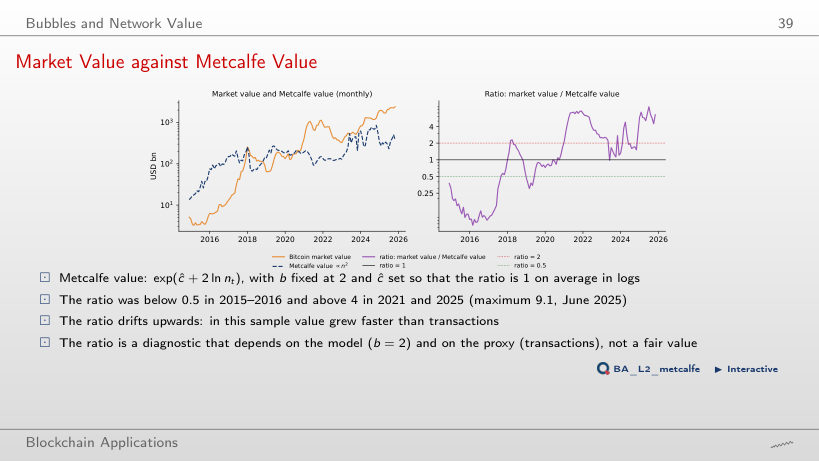 Bubbles and Network Value 39
Market Value against Metcalfe Value
Market value and Metcalfe value (monthly)
USD bn
10³
10²
10¹
2016 2018 2020 2022 2024 2026
Bitcoin market value
Metcalfe value ∝ n²
Ratio: market value / Metcalfe value
4
2
1
0.5
0.25
2016 2018 2020 2022 2024 2026
ratio: market value / Metcalfe value
ratio = 1
ratio = 2
ratio = 0.5
Metcalfe value: exp(ĉ + 2 ln nₜ), with b fixed at 2 and ĉ set so that the ratio is 1 on average in logs
The ratio was below 0.5 in 2015–2016 and above 4 in 2021 and 2025 (maximum 9.1, June 2025)
The ratio drifts upwards: in this sample value grew faster than transactions
The ratio is a diagnostic that depends on the model (b = 2) and on the proxy (transactions), not a fair value
BA_L2_metcalfe ▶ Interactive
Blockchain Applications